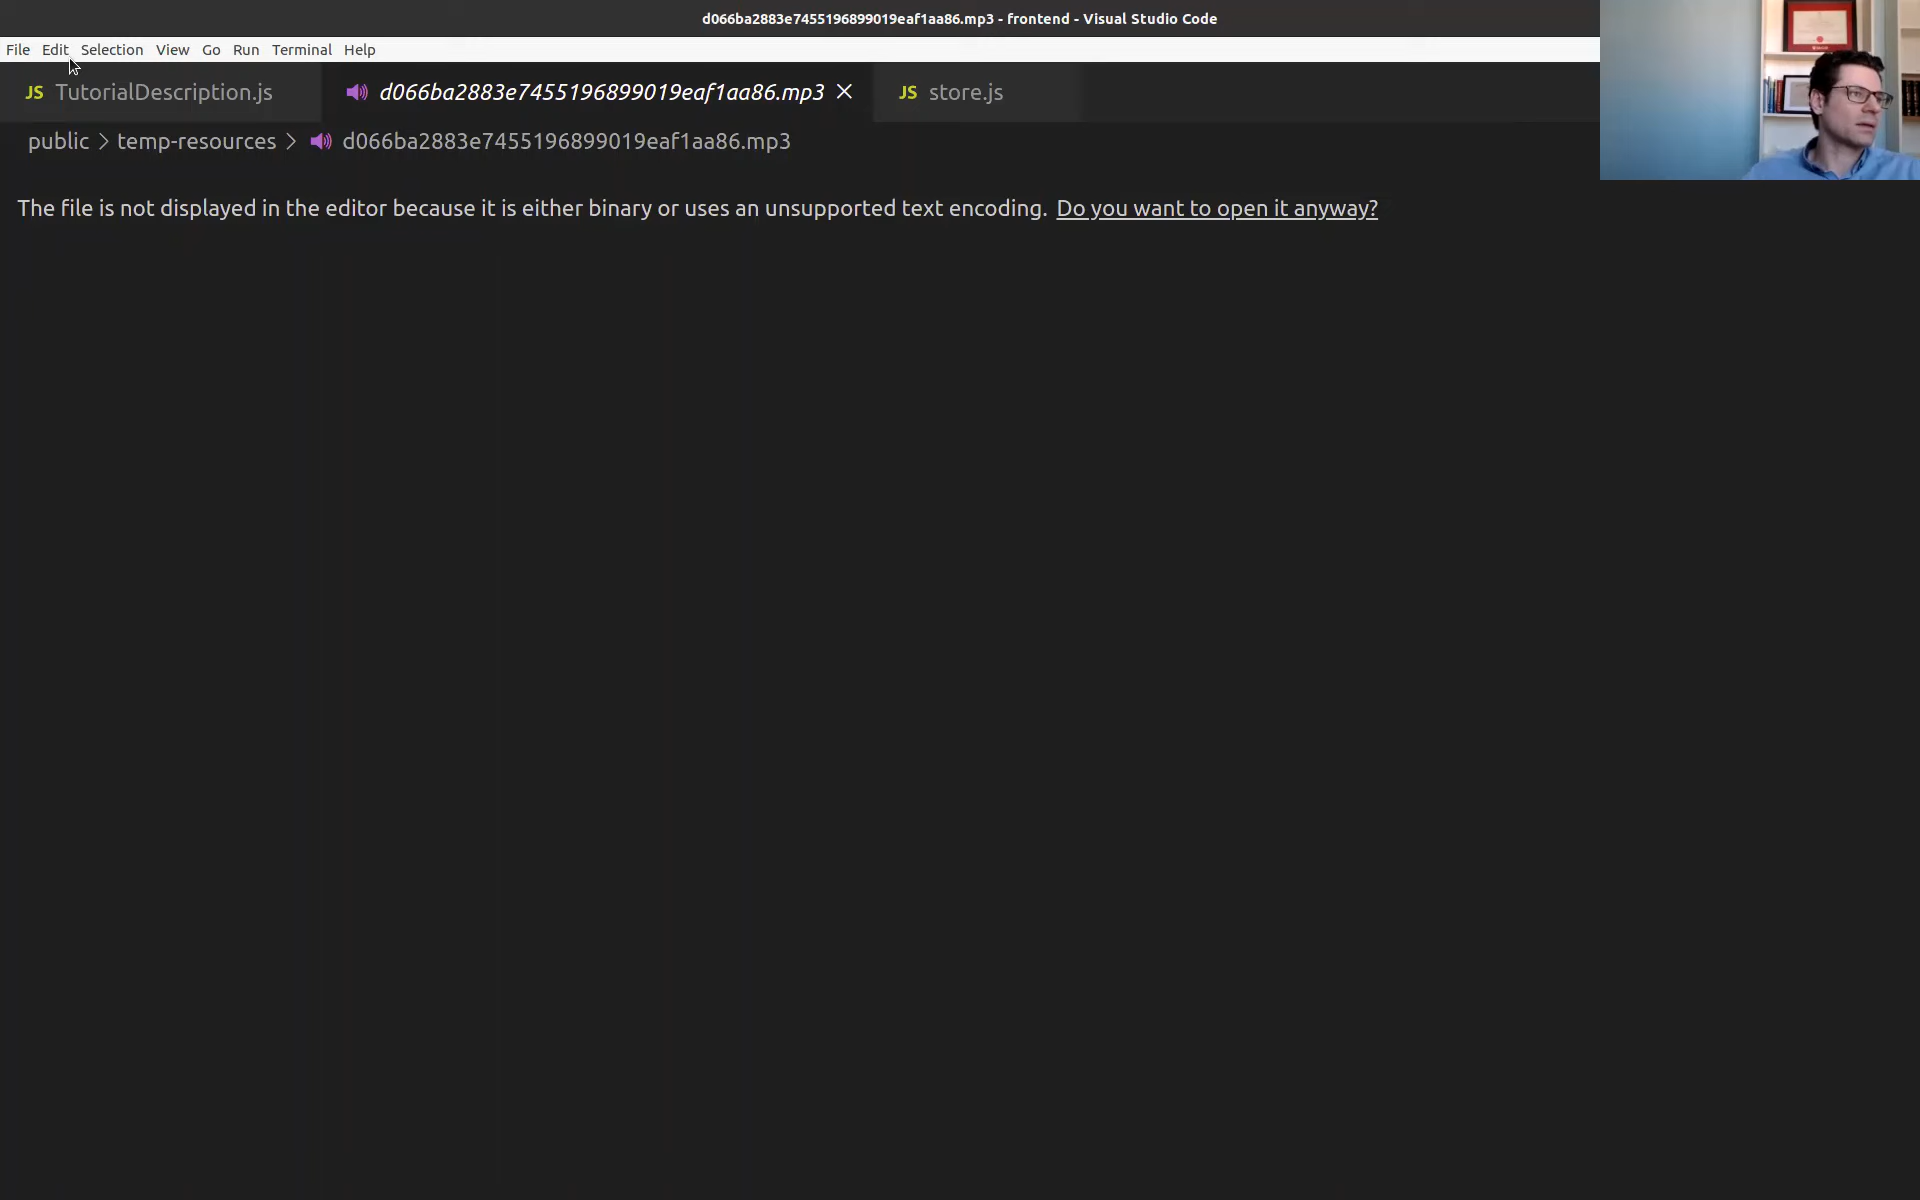 d066ba2883e7455196899019eaf1aa86.mp3 - frontend - Visual Studio Code
File Edit Selection View Go Run Terminal Help
JS TutorialDescription.js d066ba2883e7455196899019eaf1aa86.mp3 JS store.js
public > temp-resources > d066ba2883e7455196899019eaf1aa86.mp3
The file is not displayed in the editor because it is either binary or uses an unsupported text encoding. Do you want to open it anyway?